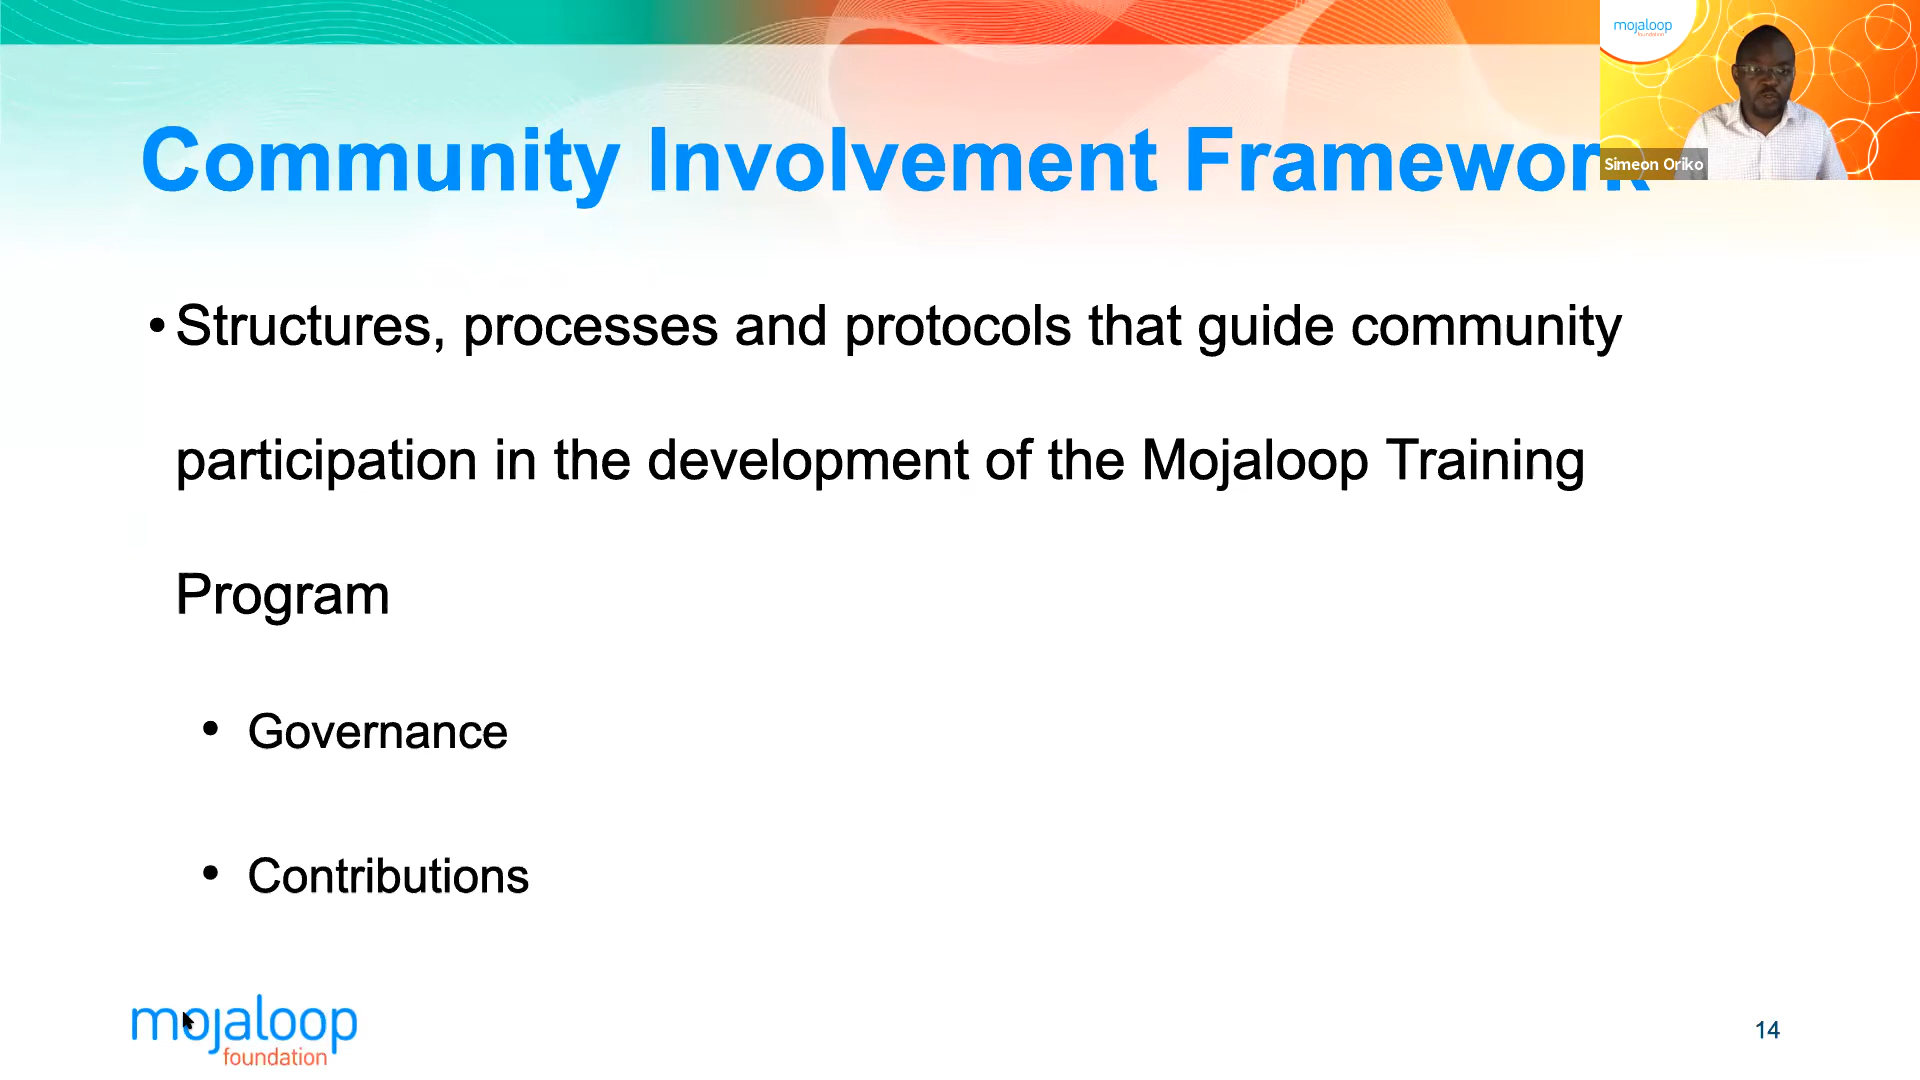 mojaloop
foundation
Simeon Oriko
Community Involvement Framework
• Structures, processes and protocols that guide community
participation in the development of the Mojaloop Training
Program
• Governance
• Contributions
mojaloop
foundation
14